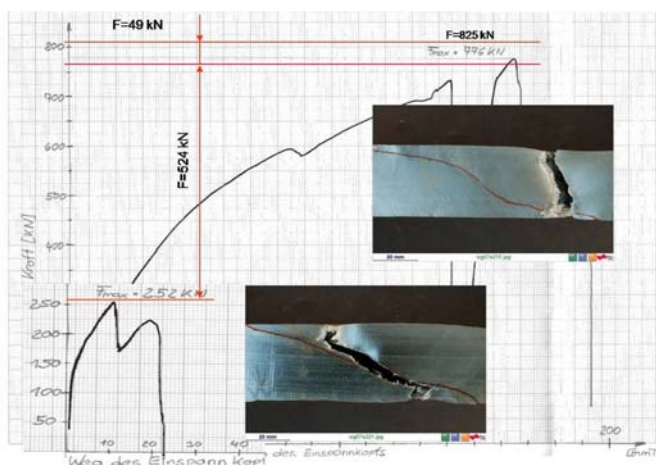 F=49 kN
F=825 kN
800
Fmax = 776 KN
700
F=524 kN
600
500
400
Kraft [KN]
20 mm
Fmax = 252 KN
250
200
150
100
50
20 mm
10
20
30
40
200
Weg des Einspannkopf
des Einspannkopfs
[mm]